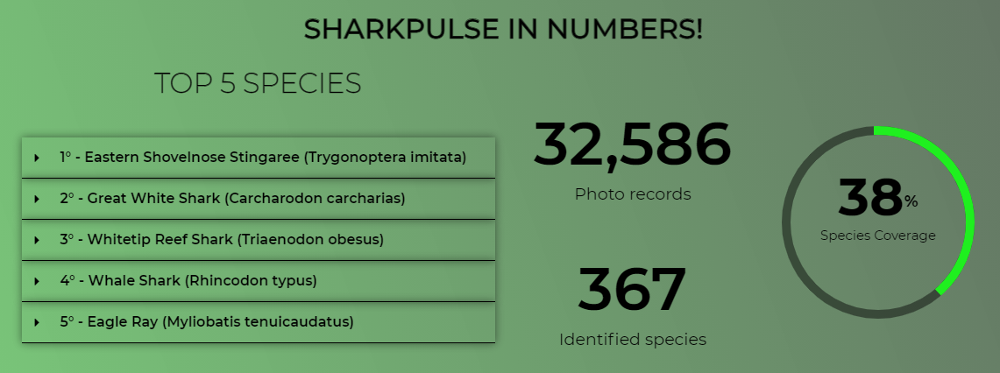 SHARKPULSE IN NUMBERS!
TOP 5 SPECIES
1° - Eastern Shovelnose Stingaree (Trygonoptera imitata)
2° - Great White Shark (Carcharodon carcharias)
3° - Whitetip Reef Shark (Triaenodon obesus)
4° - Whale Shark (Rhincodon typus)
5° - Eagle Ray (Myliobatis tenuicaudatus)
32,586
Photo records
367
Identified species
38%
Species Coverage